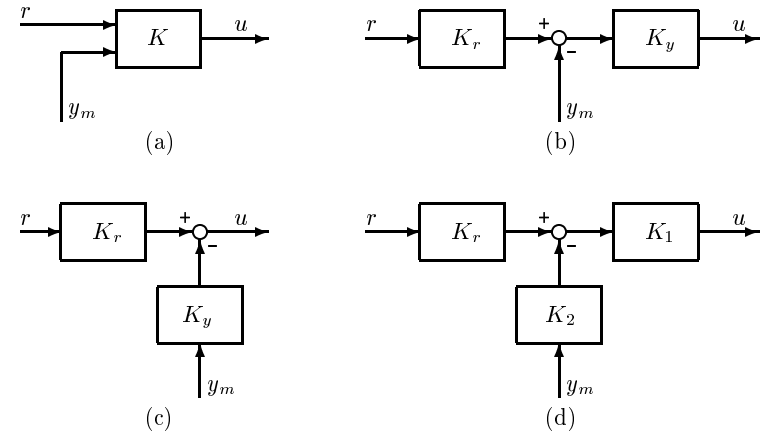 r
K
u
y_m
(a)
r
K_r
+
−
K_y
u
y_m
(b)
r
K_r
+
−
u
K_y
y_m
(c)
r
K_r
+
−
K_1
u
K_2
y_m
(d)